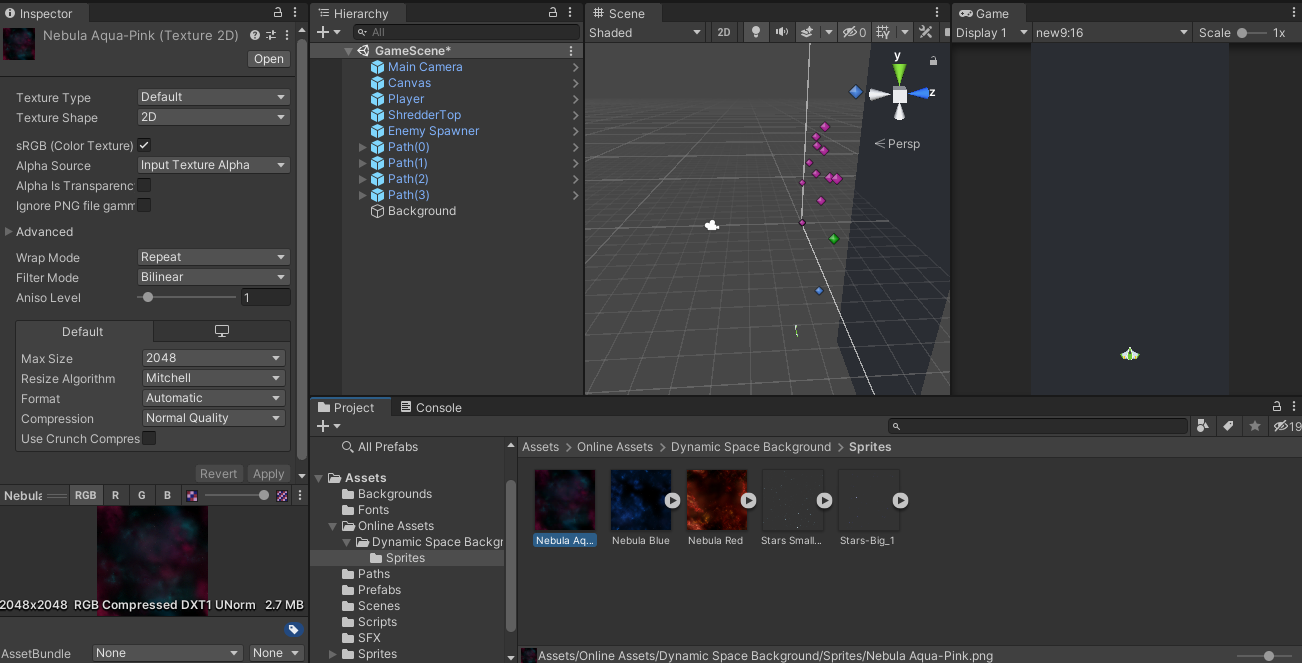 Inspector
Nebula Aqua-Pink (Texture 2D)
Open
Texture Type Default
Texture Shape 2D
sRGB (Color Texture)
Alpha Source Input Texture Alpha
Alpha Is Transparenc
Ignore PNG file gamm
Advanced
Wrap Mode Repeat
Filter Mode Bilinear
Aniso Level 1
Default
Max Size 2048
Resize Algorithm Mitchell
Format Automatic
Compression Normal Quality
Use Crunch Compres
Revert Apply
Nebula RGB R G B
2048x2048 RGB Compressed DXT1 UNorm 2.7 MB
AssetBundle None None
Hierarchy
All
GameScene*
Main Camera
Canvas
Player
ShredderTop
Enemy Spawner
Path(0)
Path(1)
Path(2)
Path(3)
Background
Scene
Shaded 2D 0
y
z
Persp
Game
Display 1 new9:16 Scale 1x
Project Console
19
All Prefabs
Assets
Backgrounds
Fonts
Online Assets
Dynamic Space Backgr
Sprites
Paths
Prefabs
Scenes
Scripts
SFX
Sprites
Assets > Online Assets > Dynamic Space Background > Sprites
Nebula Aq... Nebula Blue Nebula Red Stars Small... Stars-Big_1
Assets/Online Assets/Dynamic Space Background/Sprites/Nebula Aqua-Pink.png